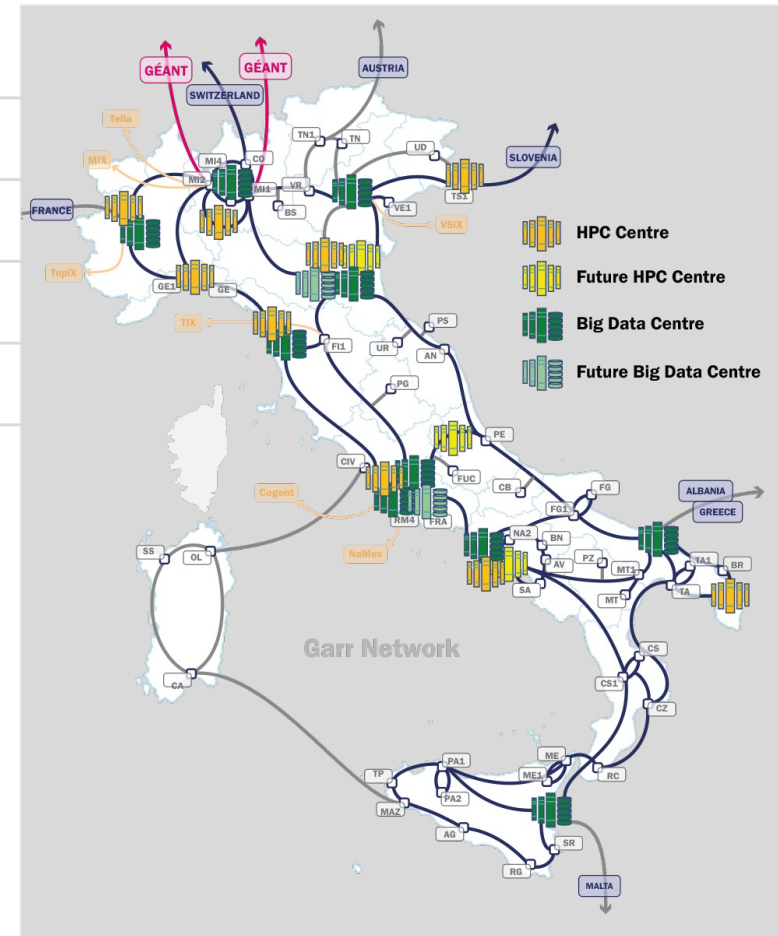 GÉANT
GÉANT
AUSTRIA
SWITZERLAND
Telia
TN1
TN
UD
SLOVENIA
MIX
MI4
CO
MI2
MI1
VR
BS
VE1
TS1
FRANCE
VSIX
HPC Centre
TopIX
GE1
GE
Future HPC Centre
TIX
FI1
UR
PS
AN
Big Data Centre
PG
Future Big Data Centre
PE
CIV
FUC
CB
FG
FG1
ALBANIA
GREECE
Cogent
RM4
FRA
NaMex
NA2
BN
AV
PZ
SA
MT1
MT
TA1
BR
TA
SS
OL
Garr Network
CS
CS1
CZ
CA
ME
ME1
RC
TP
PA1
PA2
MAZ
AG
RG
SR
MALTA